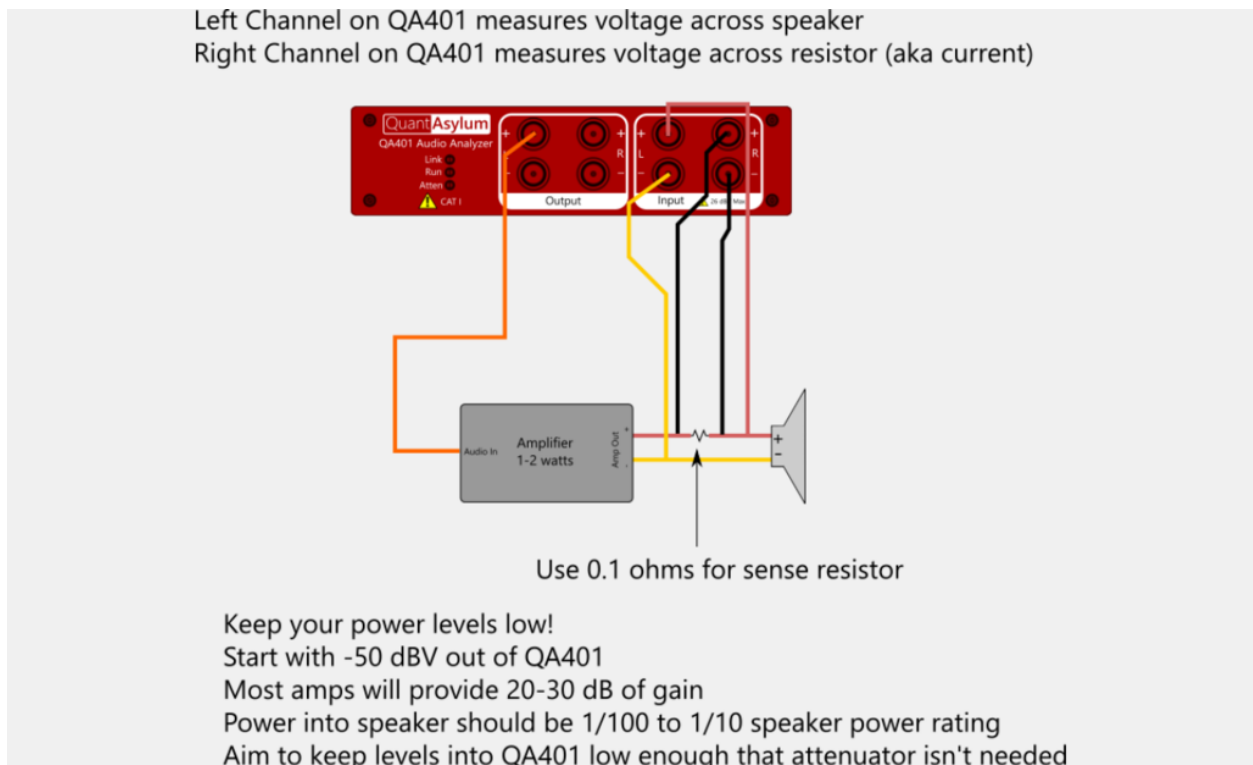 Left Channel on QA401 measures voltage across speaker
Right Channel on QA401 measures voltage across resistor (aka current)
QuantAsylum
QA401 Audio Analyzer
Link
Run
Atten
CAT I
+
-
+
R
-
Output
+
L
-
+
R
-
Input
26 dBV Max
Audio In
Amplifier
1-2 watts
Amp Out
+
-
+
-
Use 0.1 ohms for sense resistor
Keep your power levels low!
Start with -50 dBV out of QA401
Most amps will provide 20-30 dB of gain
Power into speaker should be 1/100 to 1/10 speaker power rating
Aim to keep levels into QA401 low enough that attenuator isn't needed